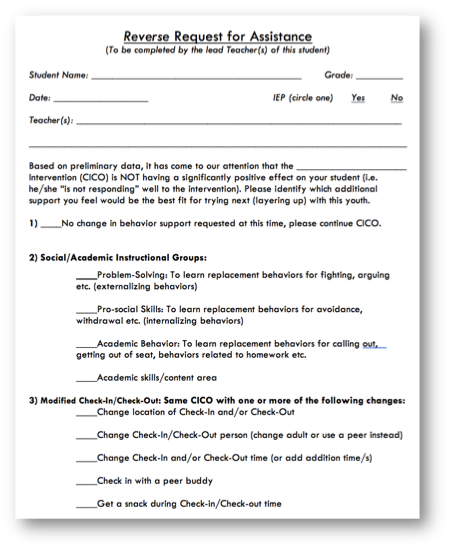 Reverse Request for Assistance
(To be completed by the lead Teacher(s) of this student)
Student Name: ______________________ Grade: ________
Date: ________________ IEP (circle one) Yes No
Teacher(s): ______________________________________________
______________________________________________
Based on preliminary data, it has come to our attention that the ____________________
Intervention (CICO) is NOT having a significantly positive effect on your student (i.e.
he/she “is not responding” well to the intervention). Please identify which additional
support you feel would be the best fit for trying next (layering up) with this youth.
1) ____No change in behavior support requested at this time, please continue CICO.
2) Social/Academic Instructional Groups:
____Problem-Solving: To learn replacement behaviors for fighting, arguing
etc. (externalizing behaviors)
____Pro-social Skills: To learn replacement behaviors for avoidance,
withdrawal etc. (internalizing behaviors)
____Academic Behavior: To learn replacement behaviors for calling out,
getting out of seat, behaviors related to homework etc.
____Academic skills/content area
3) Modified Check-In/Check-Out: Same CICO with one or more of the following changes:
____Change location of Check-In and/or Check-Out
____Change Check-In/Check-Out person (change adult or use a peer instead)
____Change Check-In and/or Check-Out time (or add addition time/s)
____Check in with a peer buddy
____Get a snack during Check-in/Check-out time